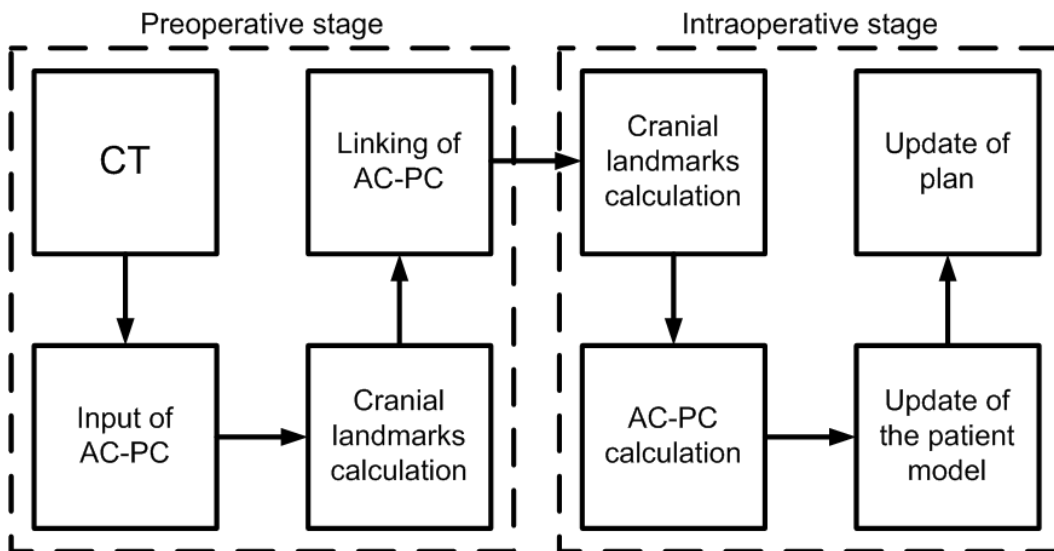 Preoperative stage
CT
Input of
AC-PC
Cranial
landmarks
calculation
Linking of
AC-PC
Intraoperative stage
Cranial
landmarks
calculation
AC-PC
calculation
Update of
the patient
model
Update of
plan